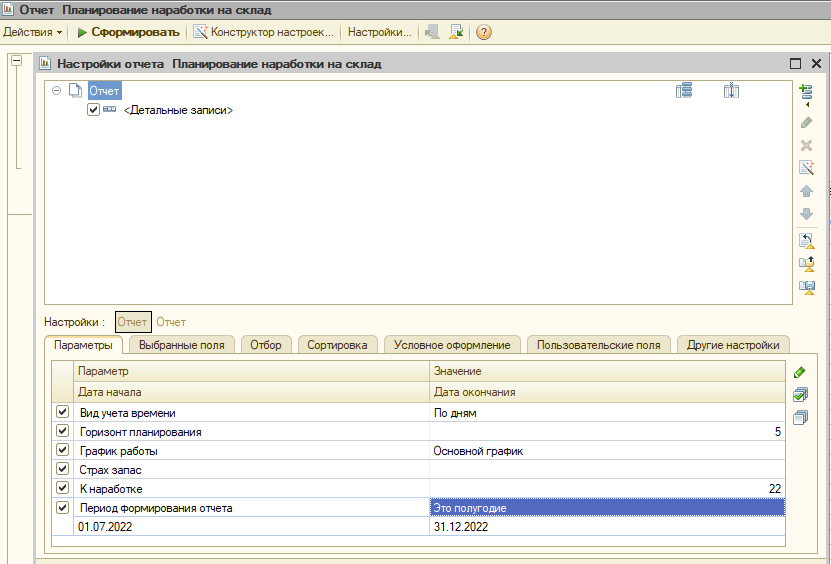 Отчет Планирование наработки на склад
Действия Сформировать Конструктор настроек... Настройки...
Настройки отчета Планирование наработки на склад
Отчет
<Детальные записи>
Настройки : Отчет Отчет
Параметры Выбранные поля Отбор Сортировка Условное оформление Пользовательские поля Другие настройки
Параметр Значение
Дата начала Дата окончания
Вид учета времени По дням
Горизонт планирования 5
График работы Основной график
Страх запас
К наработке 22
Период формирования отчета Это полугодие
01.07.2022 31.12.2022